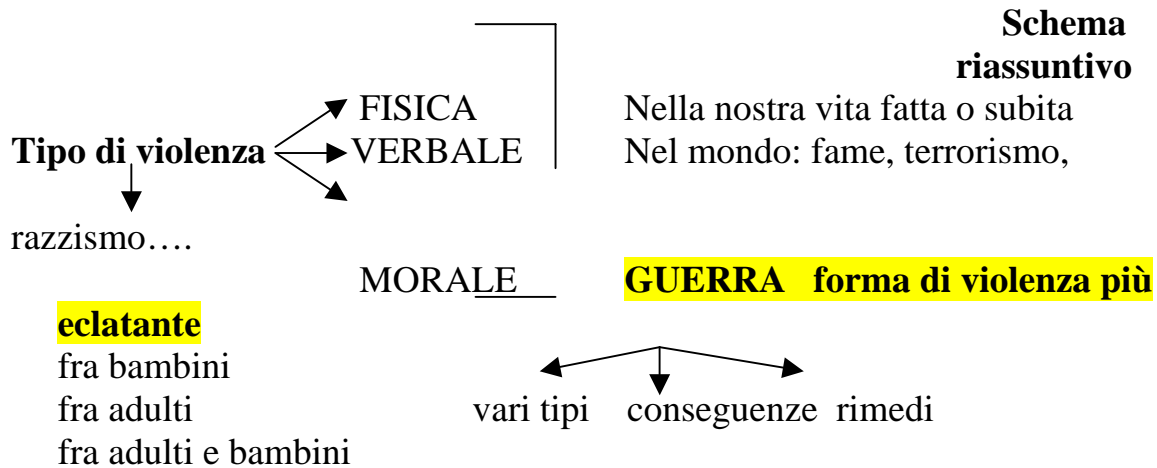 Schema
riassuntivo
FISICA Nella nostra vita fatta o subita
Tipo di violenza VERBALE Nel mondo: fame, terrorismo,
razzismo….
MORALE GUERRA forma di violenza più
eclatante
fra bambini
fra adulti vari tipi conseguenze rimedi
fra adulti e bambini